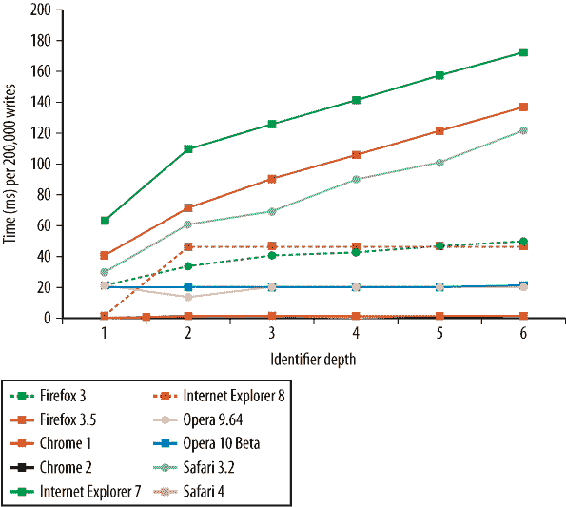 Time (ms) per 200,000 writes
200
180
160
140
120
100
80
60
40
20
0
1 2 3 4 5 6
Identifier depth
Firefox 3
Firefox 3.5
Chrome 1
Chrome 2
Internet Explorer 7
Internet Explorer 8
Opera 9.64
Opera 10 Beta
Safari 3.2
Safari 4